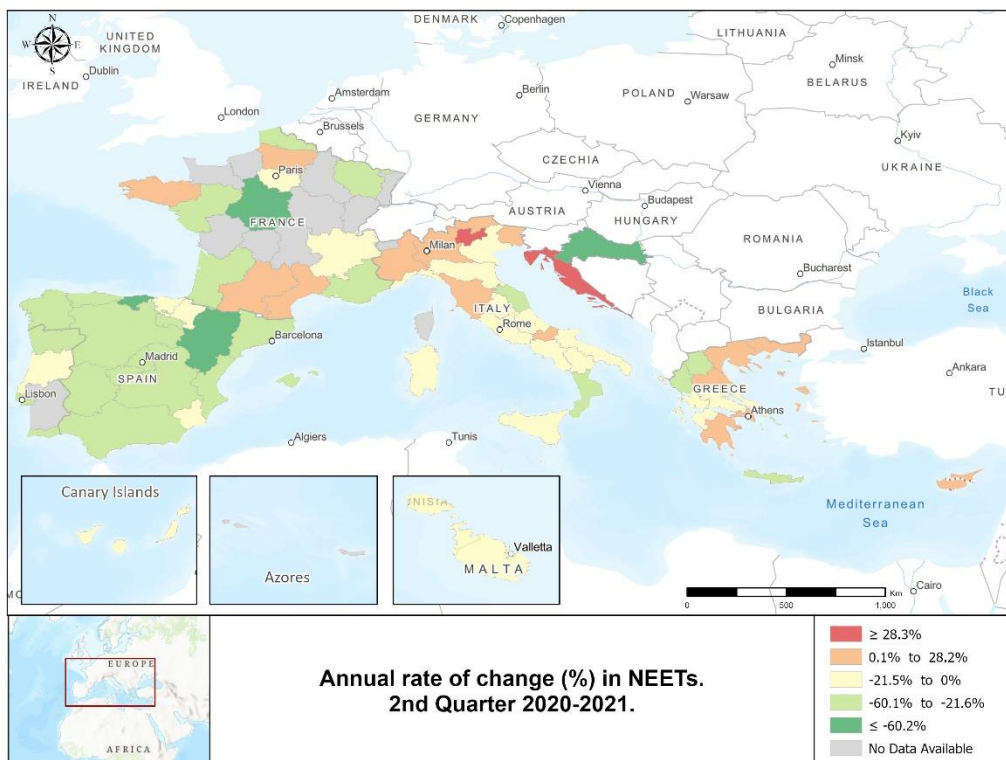 N
W
E
S
DENMARK
Copenhagen
LITHUANIA
UNITED
KINGDOM
Minsk
BELARUS
Dublin
IRELAND
Amsterdam
Berlin
POLAND
Warsaw
London
GERMANY
Brussels
Kyiv
UKRAINE
CZECHIA
Paris
Vienna
Budapest
AUSTRIA
FRANCE
HUNGARY
Milan
ROMANIA
Bucharest
Black
Sea
ITALY
BULGARIA
Rome
Barcelona
Istanbul
Madrid
SPAIN
Ankara
TU
GREECE
Lisbon
Athens
Algiers
Tunis
Canary Islands
Azores
UNISIA
Valletta
MALTA
Mediterranean
Sea
Cairo
MO
Km
0 500 1,000
EUROPE
AFRICA
Annual rate of change (%) in NEETs.
2nd Quarter 2020-2021.
≥ 28.3%
0.1% to 28.2%
-21.5% to 0%
-60.1% to -21.6%
≤ -60.2%
No Data Available